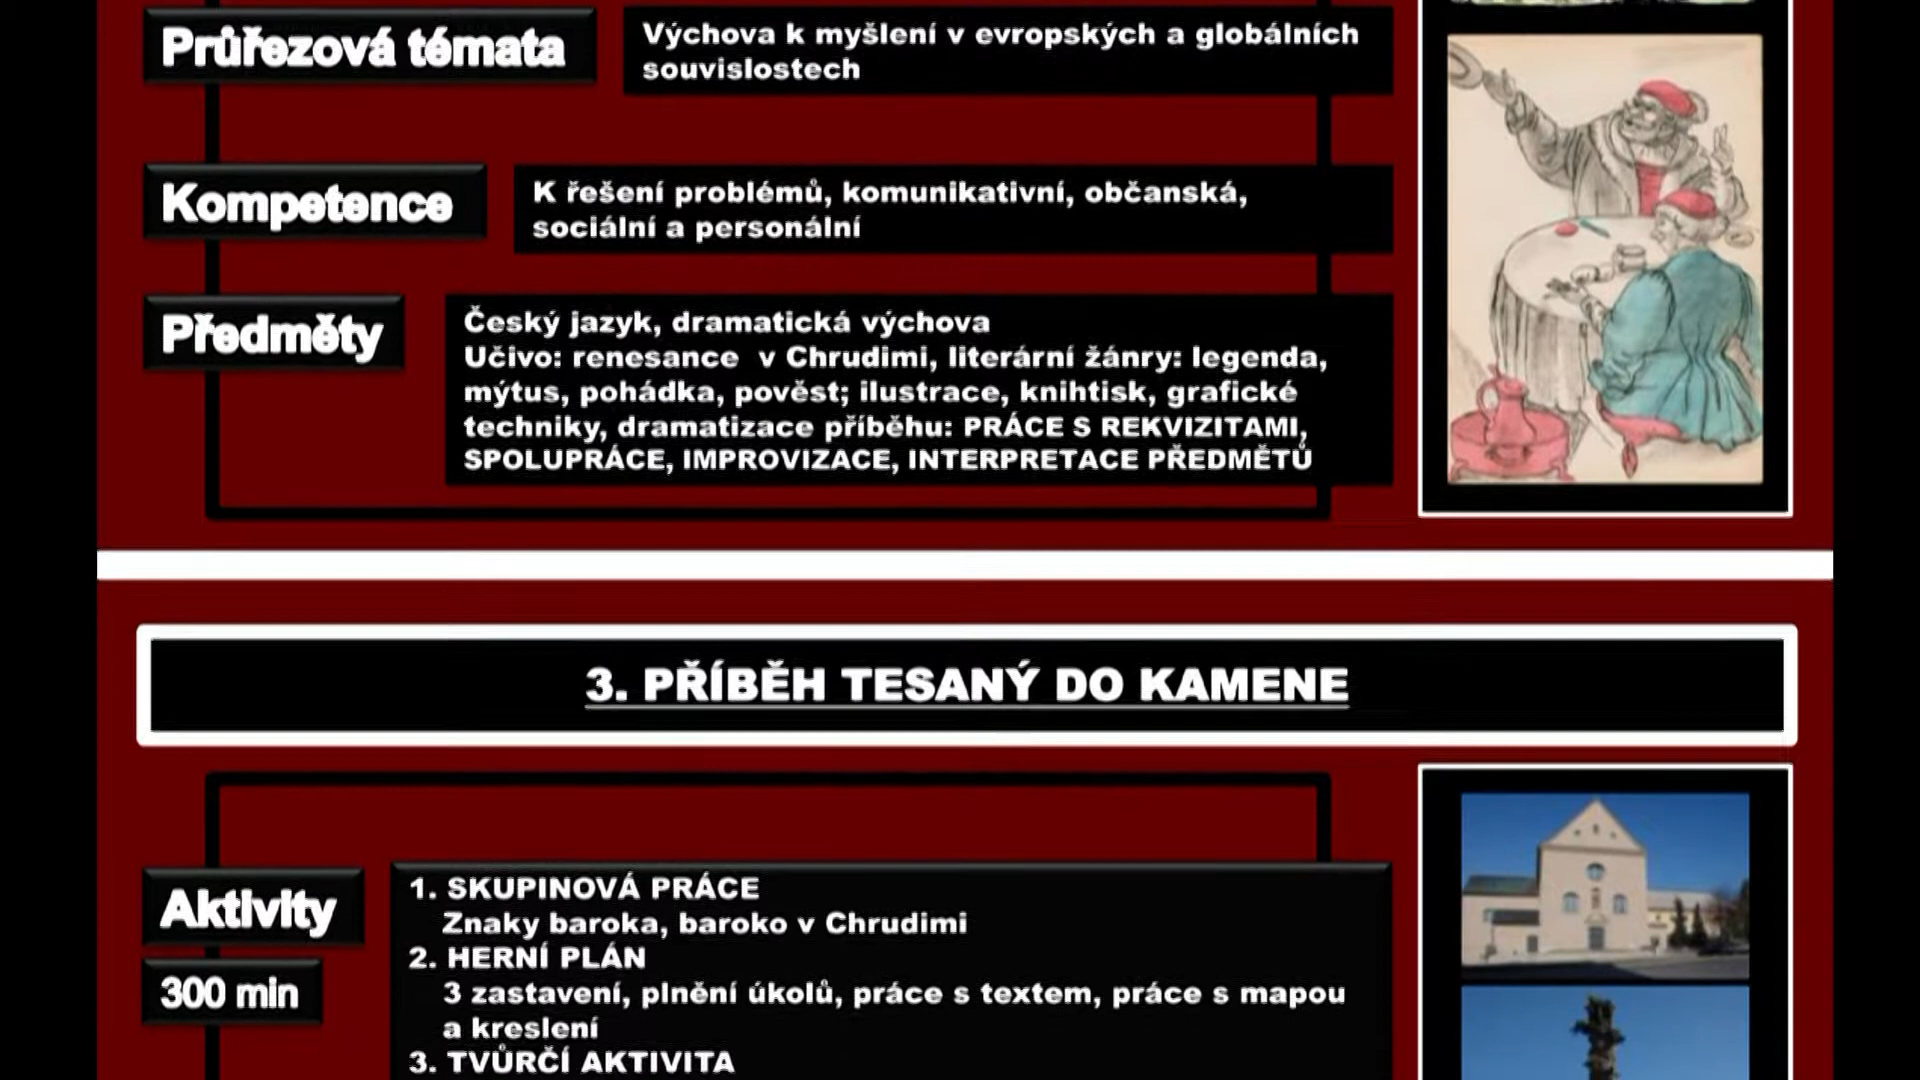 Průřezová témata
Výchova k myšlení v evropských a globálních
souvislostech
Kompetence
K řešení problémů, komunikativní, občanská,
sociální a personální
Předměty
Český jazyk, dramatická výchova
Učivo: renesance v Chrudimi, literární žánry: legenda,
mýtus, pohádka, pověst; ilustrace, knihtisk, grafické
techniky, dramatizace příběhu: PRÁCE S REKVIZITAMI,
SPOLUPRÁCE, IMPROVIZACE, INTERPRETACE PŘEDMĚTŮ
3. PŘÍBĚH TESANÝ DO KAMENE
Aktivity
300 min
1. SKUPINOVÁ PRÁCE
Znaky baroka, baroko v Chrudimi
2. HERNÍ PLÁN
3 zastavení, plnění úkolů, práce s textem, práce s mapou
a kreslení
3. TVŮRČÍ AKTIVITA